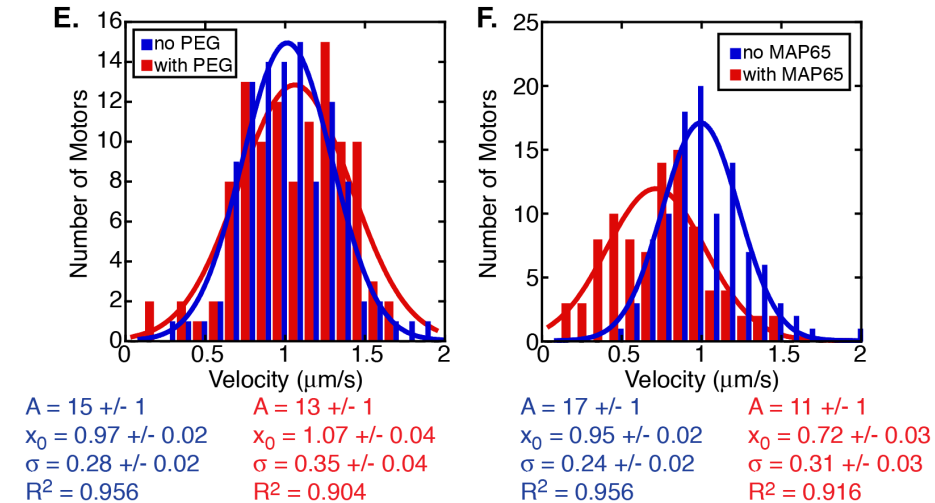 E.
no PEG
with PEG
Number of Motors
16
14
12
10
8
6
4
2
0
0
0.5
1
1.5
2
Velocity (μm/s)
A = 15 +/- 1
x₀ = 0.97 +/- 0.02
σ = 0.28 +/- 0.02
R² = 0.956
A = 13 +/- 1
x₀ = 1.07 +/- 0.04
σ = 0.35 +/- 0.04
R² = 0.904
F.
no MAP65
with MAP65
Number of Motors
25
20
15
10
5
0
0
0.5
1
1.5
2
Velocity (μm/s)
A = 17 +/- 1
x₀ = 0.95 +/- 0.02
σ = 0.24 +/- 0.02
R² = 0.956
A = 11 +/- 1
x₀ = 0.72 +/- 0.03
σ = 0.31 +/- 0.03
R² = 0.916